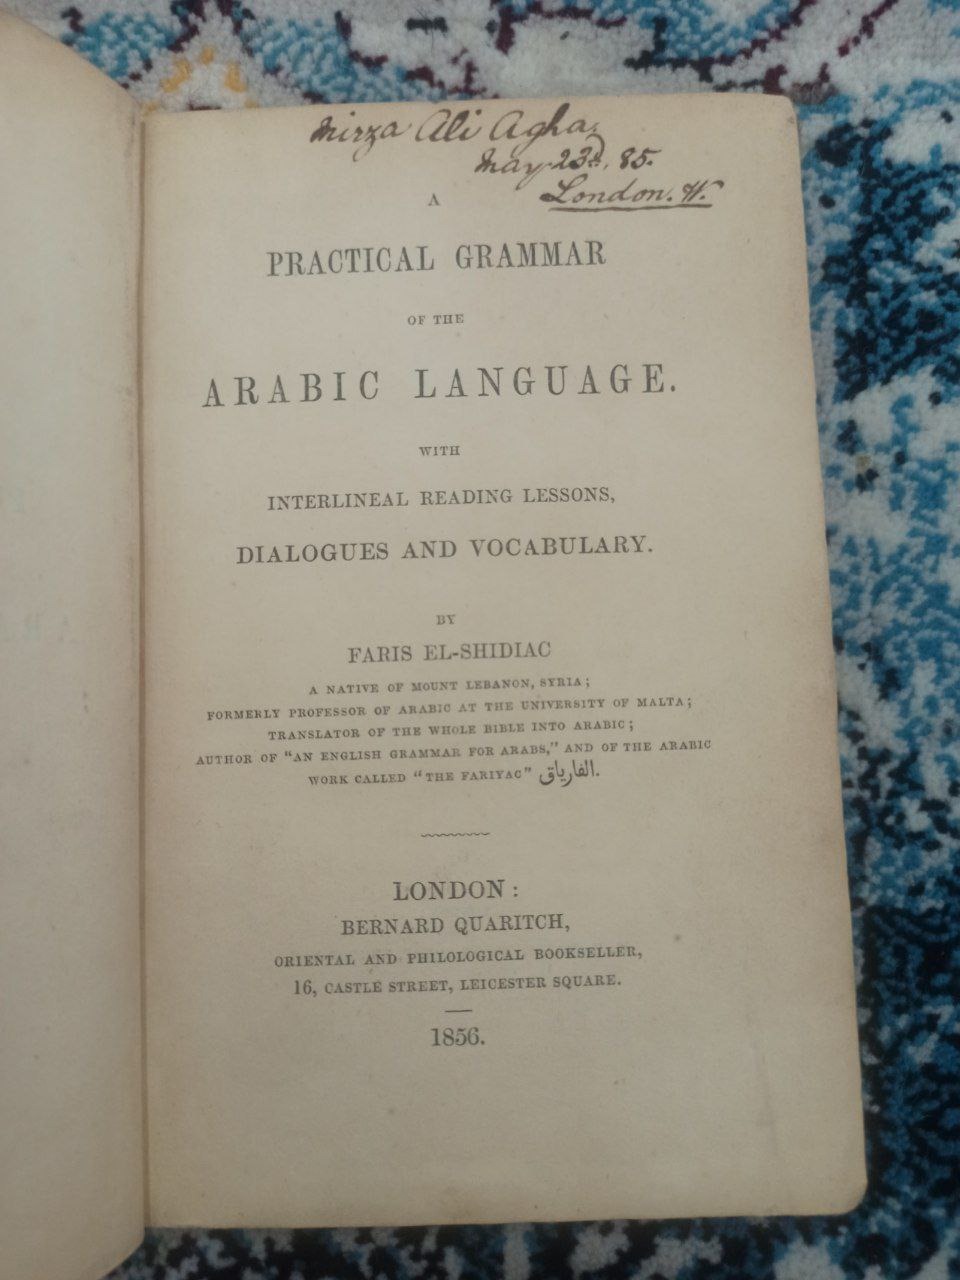 Mirza Ali Agha.
May 23rd, 85.
London. W.
A
PRACTICAL GRAMMAR
OF THE
ARABIC LANGUAGE.
WITH
INTERLINEAL READING LESSONS,
DIALOGUES AND VOCABULARY.
BY
FARIS EL-SHIDIAC
A NATIVE OF MOUNT LEBANON, SYRIA;
FORMERLY PROFESSOR OF ARABIC AT THE UNIVERSITY OF MALTA;
TRANSLATOR OF THE WHOLE BIBLE INTO ARABIC;
AUTHOR OF "AN ENGLISH GRAMMAR FOR ARABS," AND OF THE ARABIC
WORK CALLED "THE FARIYAC" الفارياق.
LONDON:
BERNARD QUARITCH,
ORIENTAL AND PHILOLOGICAL BOOKSELLER,
16, CASTLE STREET, LEICESTER SQUARE.
1856.